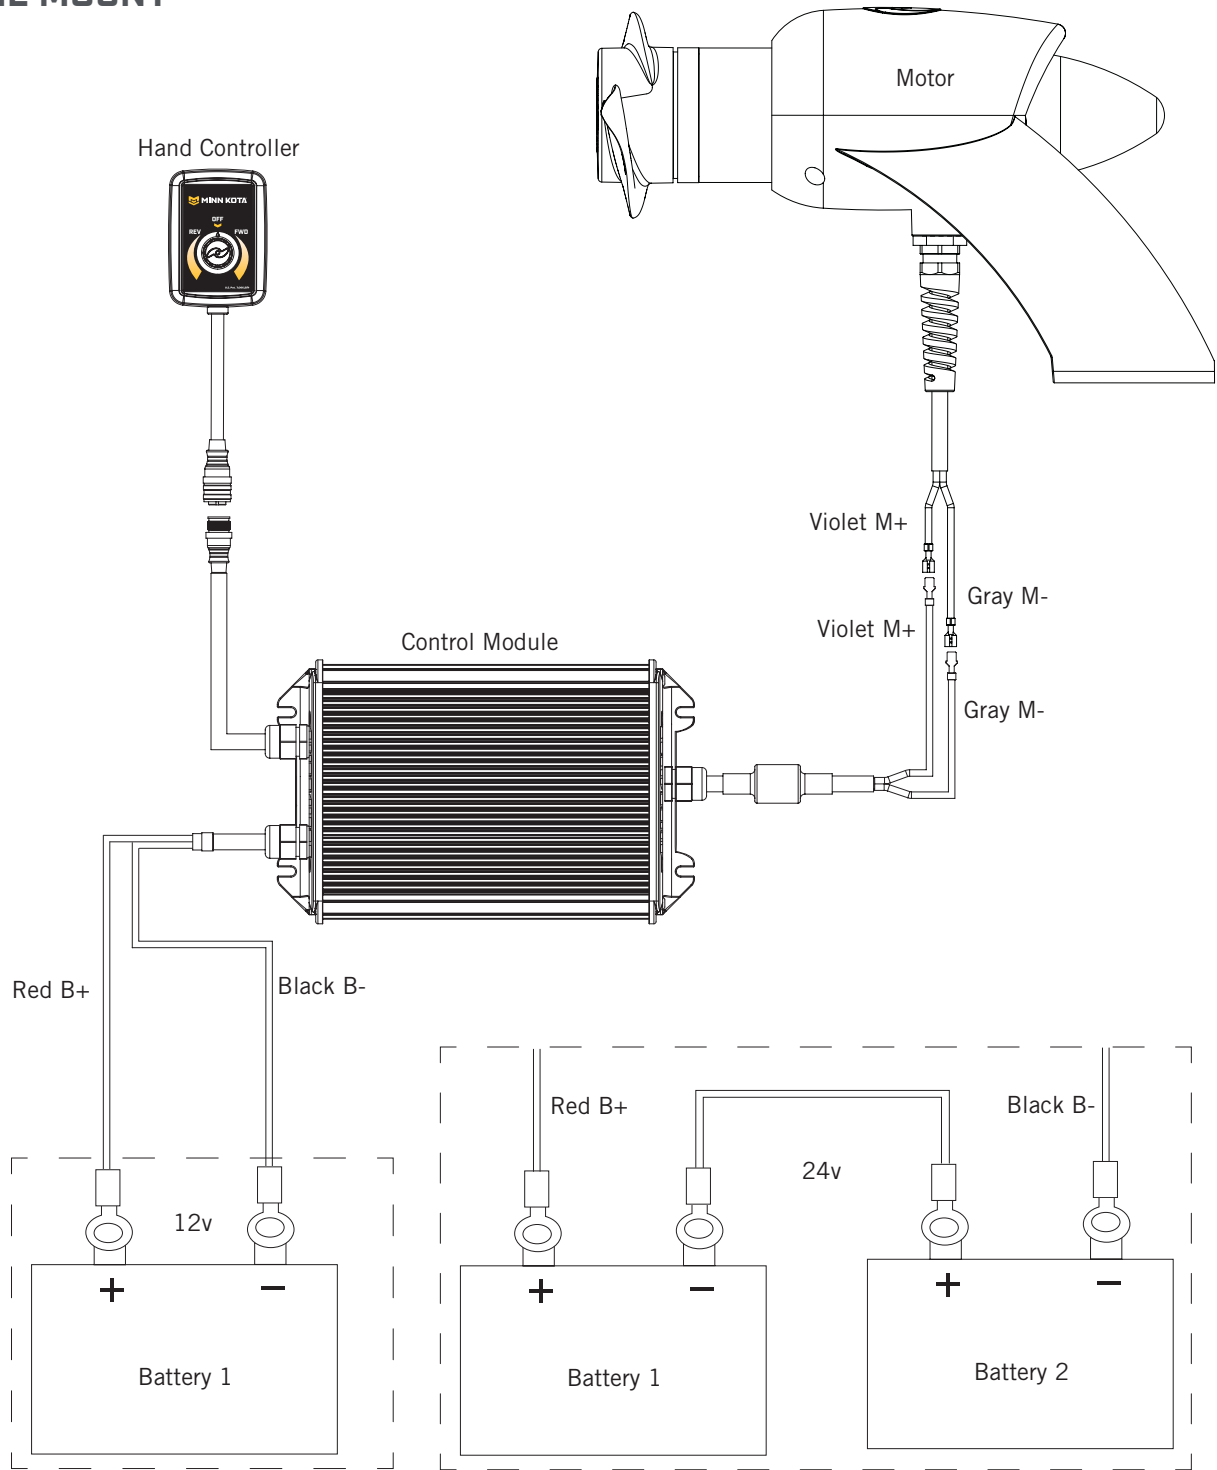 Motor
Hand Controller
MINN KOTA
OFF
REV
FWD
Violet M+
Gray M-
Violet M+
Control Module
Gray M-
Red B+
Black B-
Red B+
Black B-
24v
12v
+
−
+
−
+
−
Battery 1
Battery 1
Battery 2